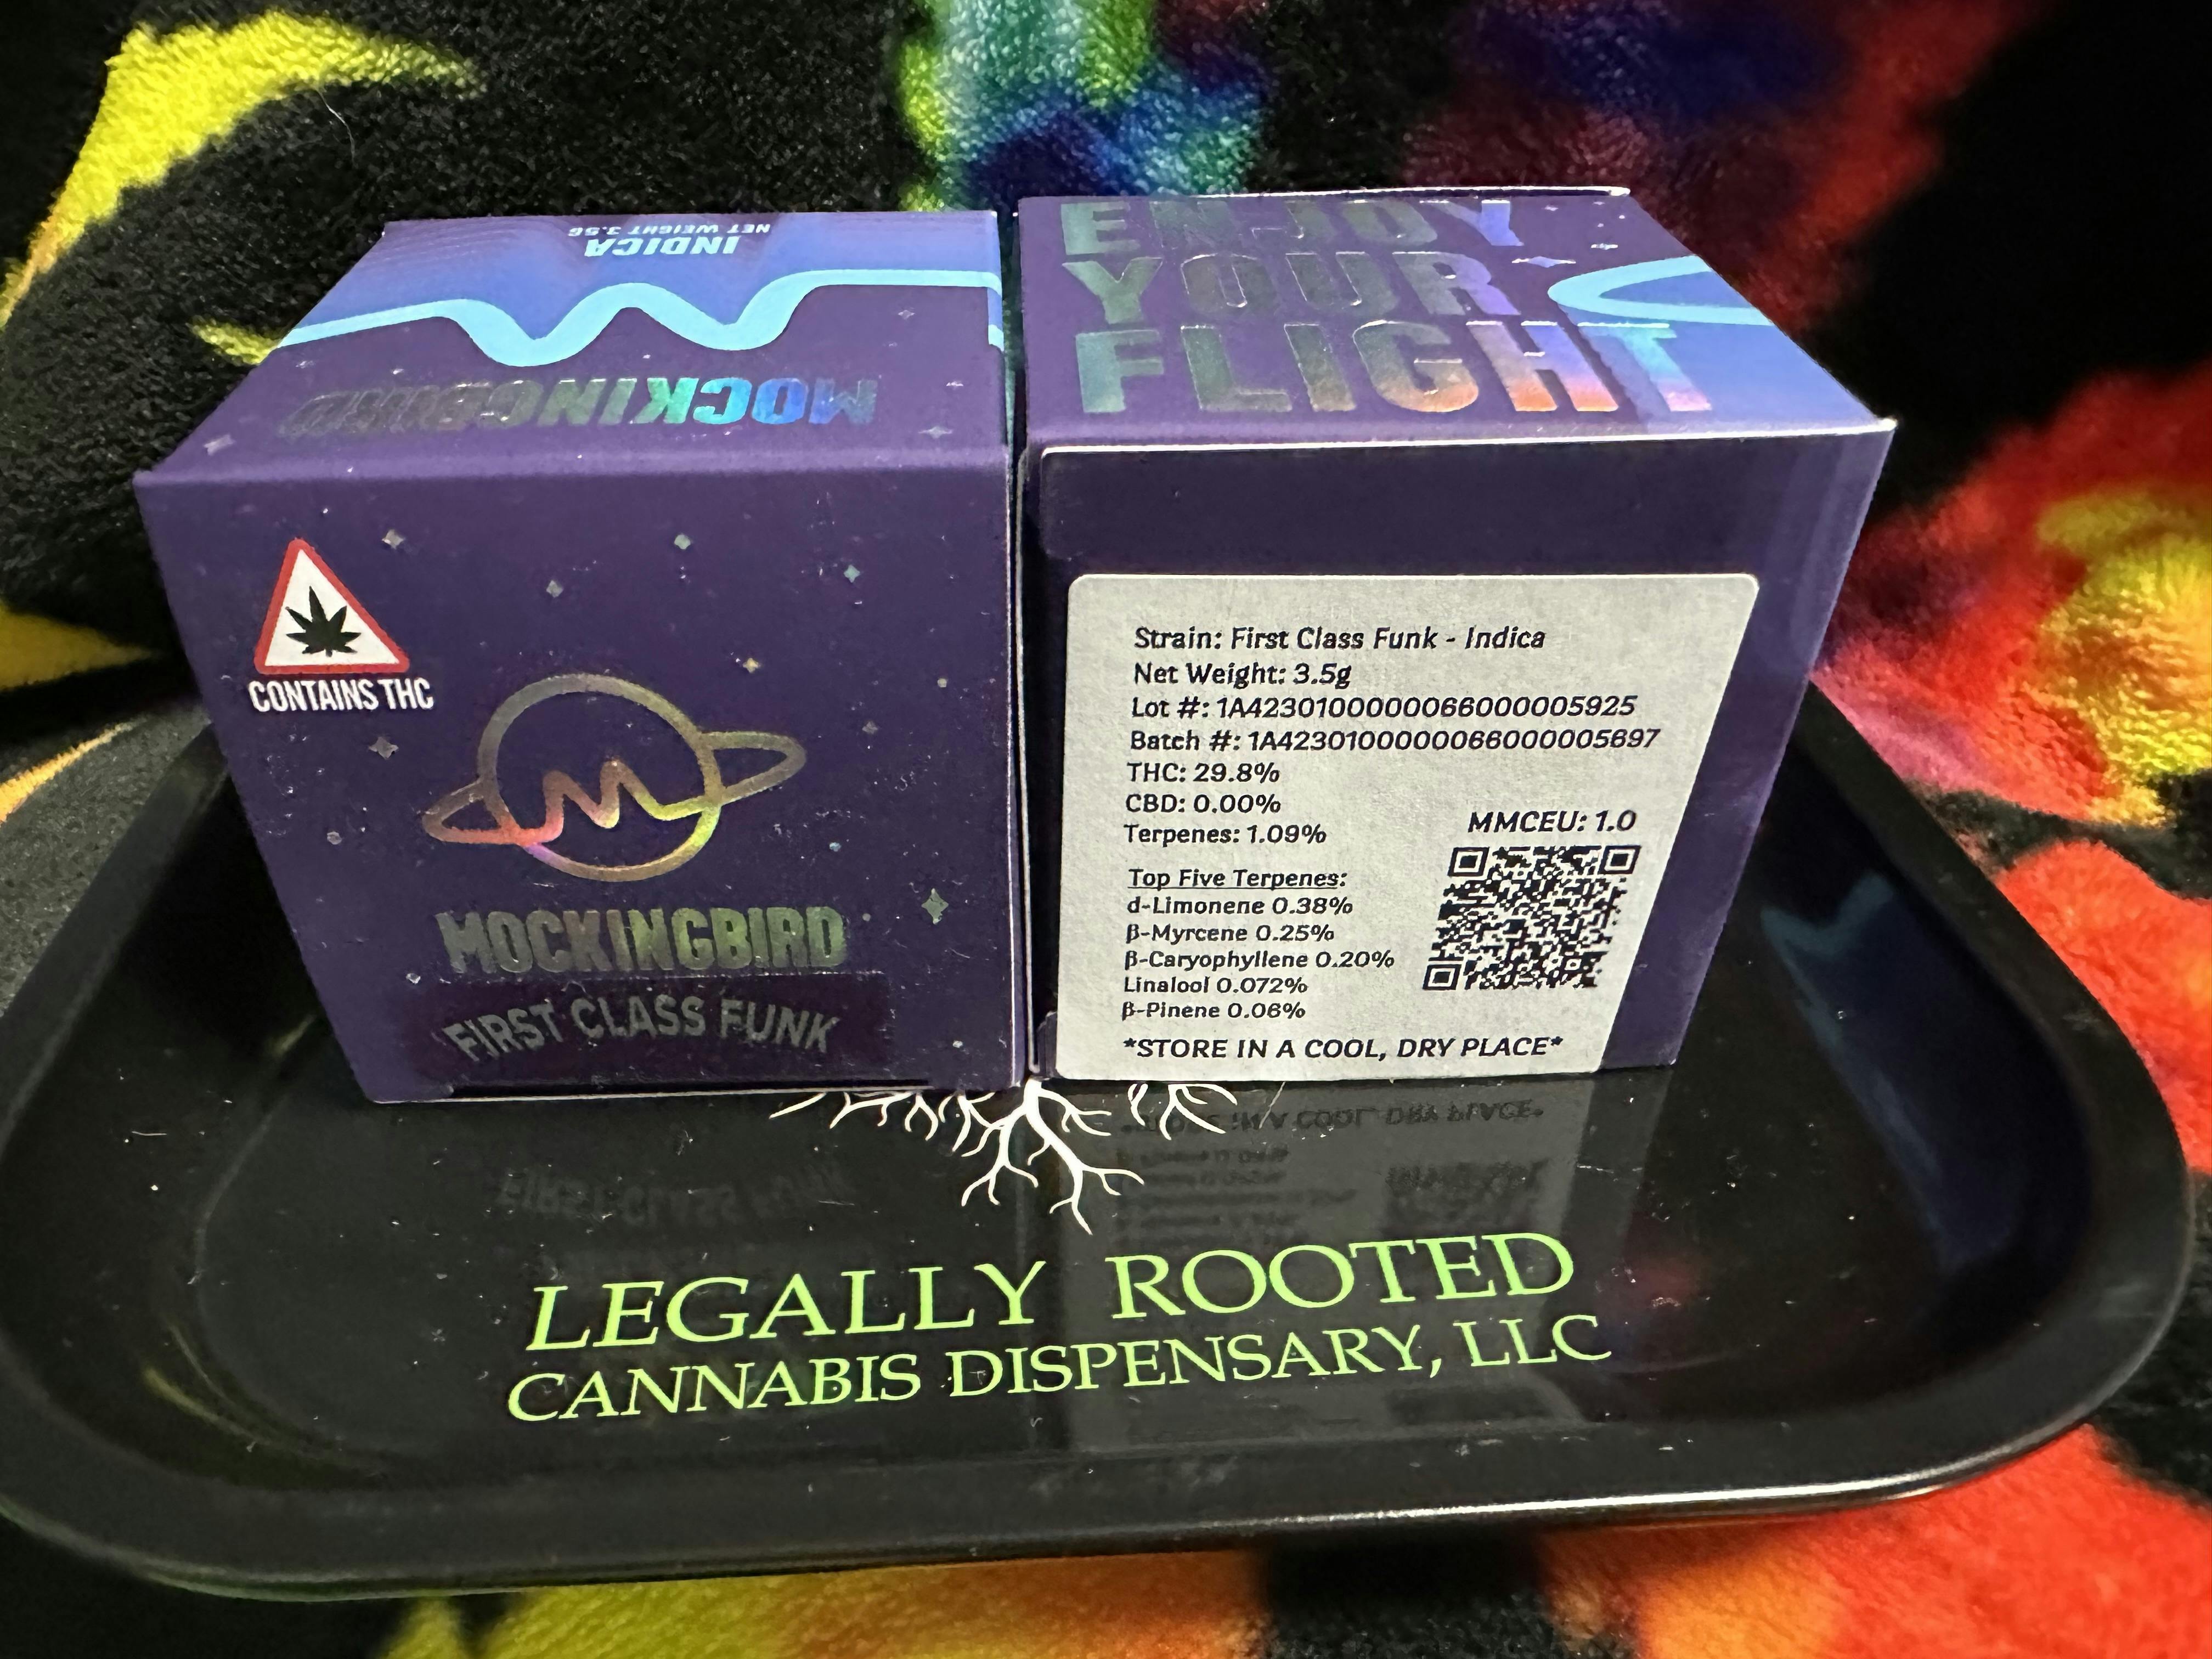 INDICA
NET WEIGHT 3.5G
MOCKINGBIRD
CONTAINS THC
M
MOCKINGBIRD
FIRST CLASS FUNK
ENJOY
YOUR
FLIGHT
Strain: First Class Funk - Indica
Net Weight: 3.5g
Lot #: 1A4230100000066000005925
Batch #: 1A4230100000066000005697
THC: 29.8%
CBD: 0.00%
Terpenes: 1.09%
MMCEU: 1.0
Top Five Terpenes:
d-Limonene 0.38%
β-Myrcene 0.25%
β-Caryophyllene 0.20%
Linalool 0.072%
β-Pinene 0.06%
*STORE IN A COOL, DRY PLACE*
LEGALLY ROOTED
CANNABIS DISPENSARY, LLC